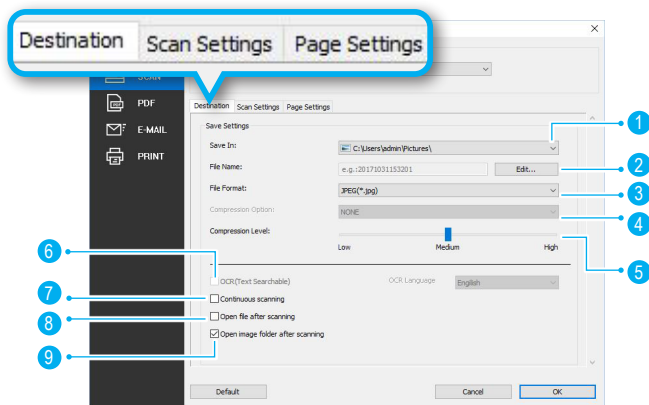 Destination Scan Settings Page Settings
SCAN
PDF
E-MAIL
PRINT
Destination Scan Settings Page Settings
Save Settings
Save In: C:\Users\admin\Pictures\ 1
File Name: e.g.:20171031153201 Edit... 2
File Format: JPEG(*.jpg) 3
Compression Option: NONE 4
Compression Level:
Low Medium High 5
6 OCR(Text Searchable) OCR Language English
7 Continuous scanning
8 Open file after scanning
9 Open image folder after scanning
Default Cancel OK